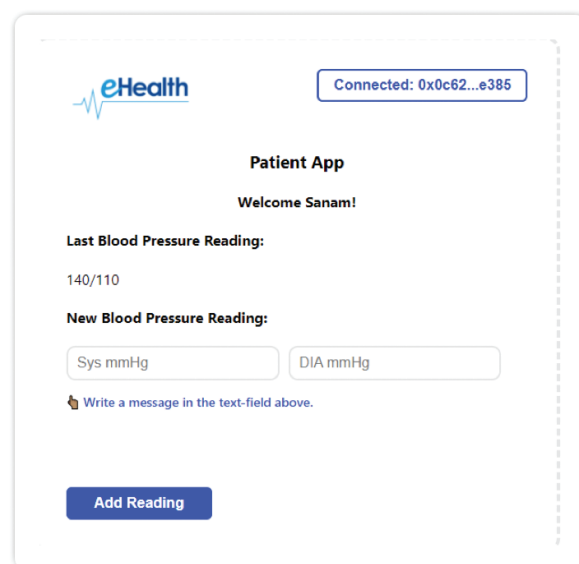 eHealth
Connected: 0x0c62...e385
Patient App
Welcome Sanam!
Last Blood Pressure Reading:
140/110
New Blood Pressure Reading:
Sys mmHg
DIA mmHg
Write a message in the text-field above.
Add Reading